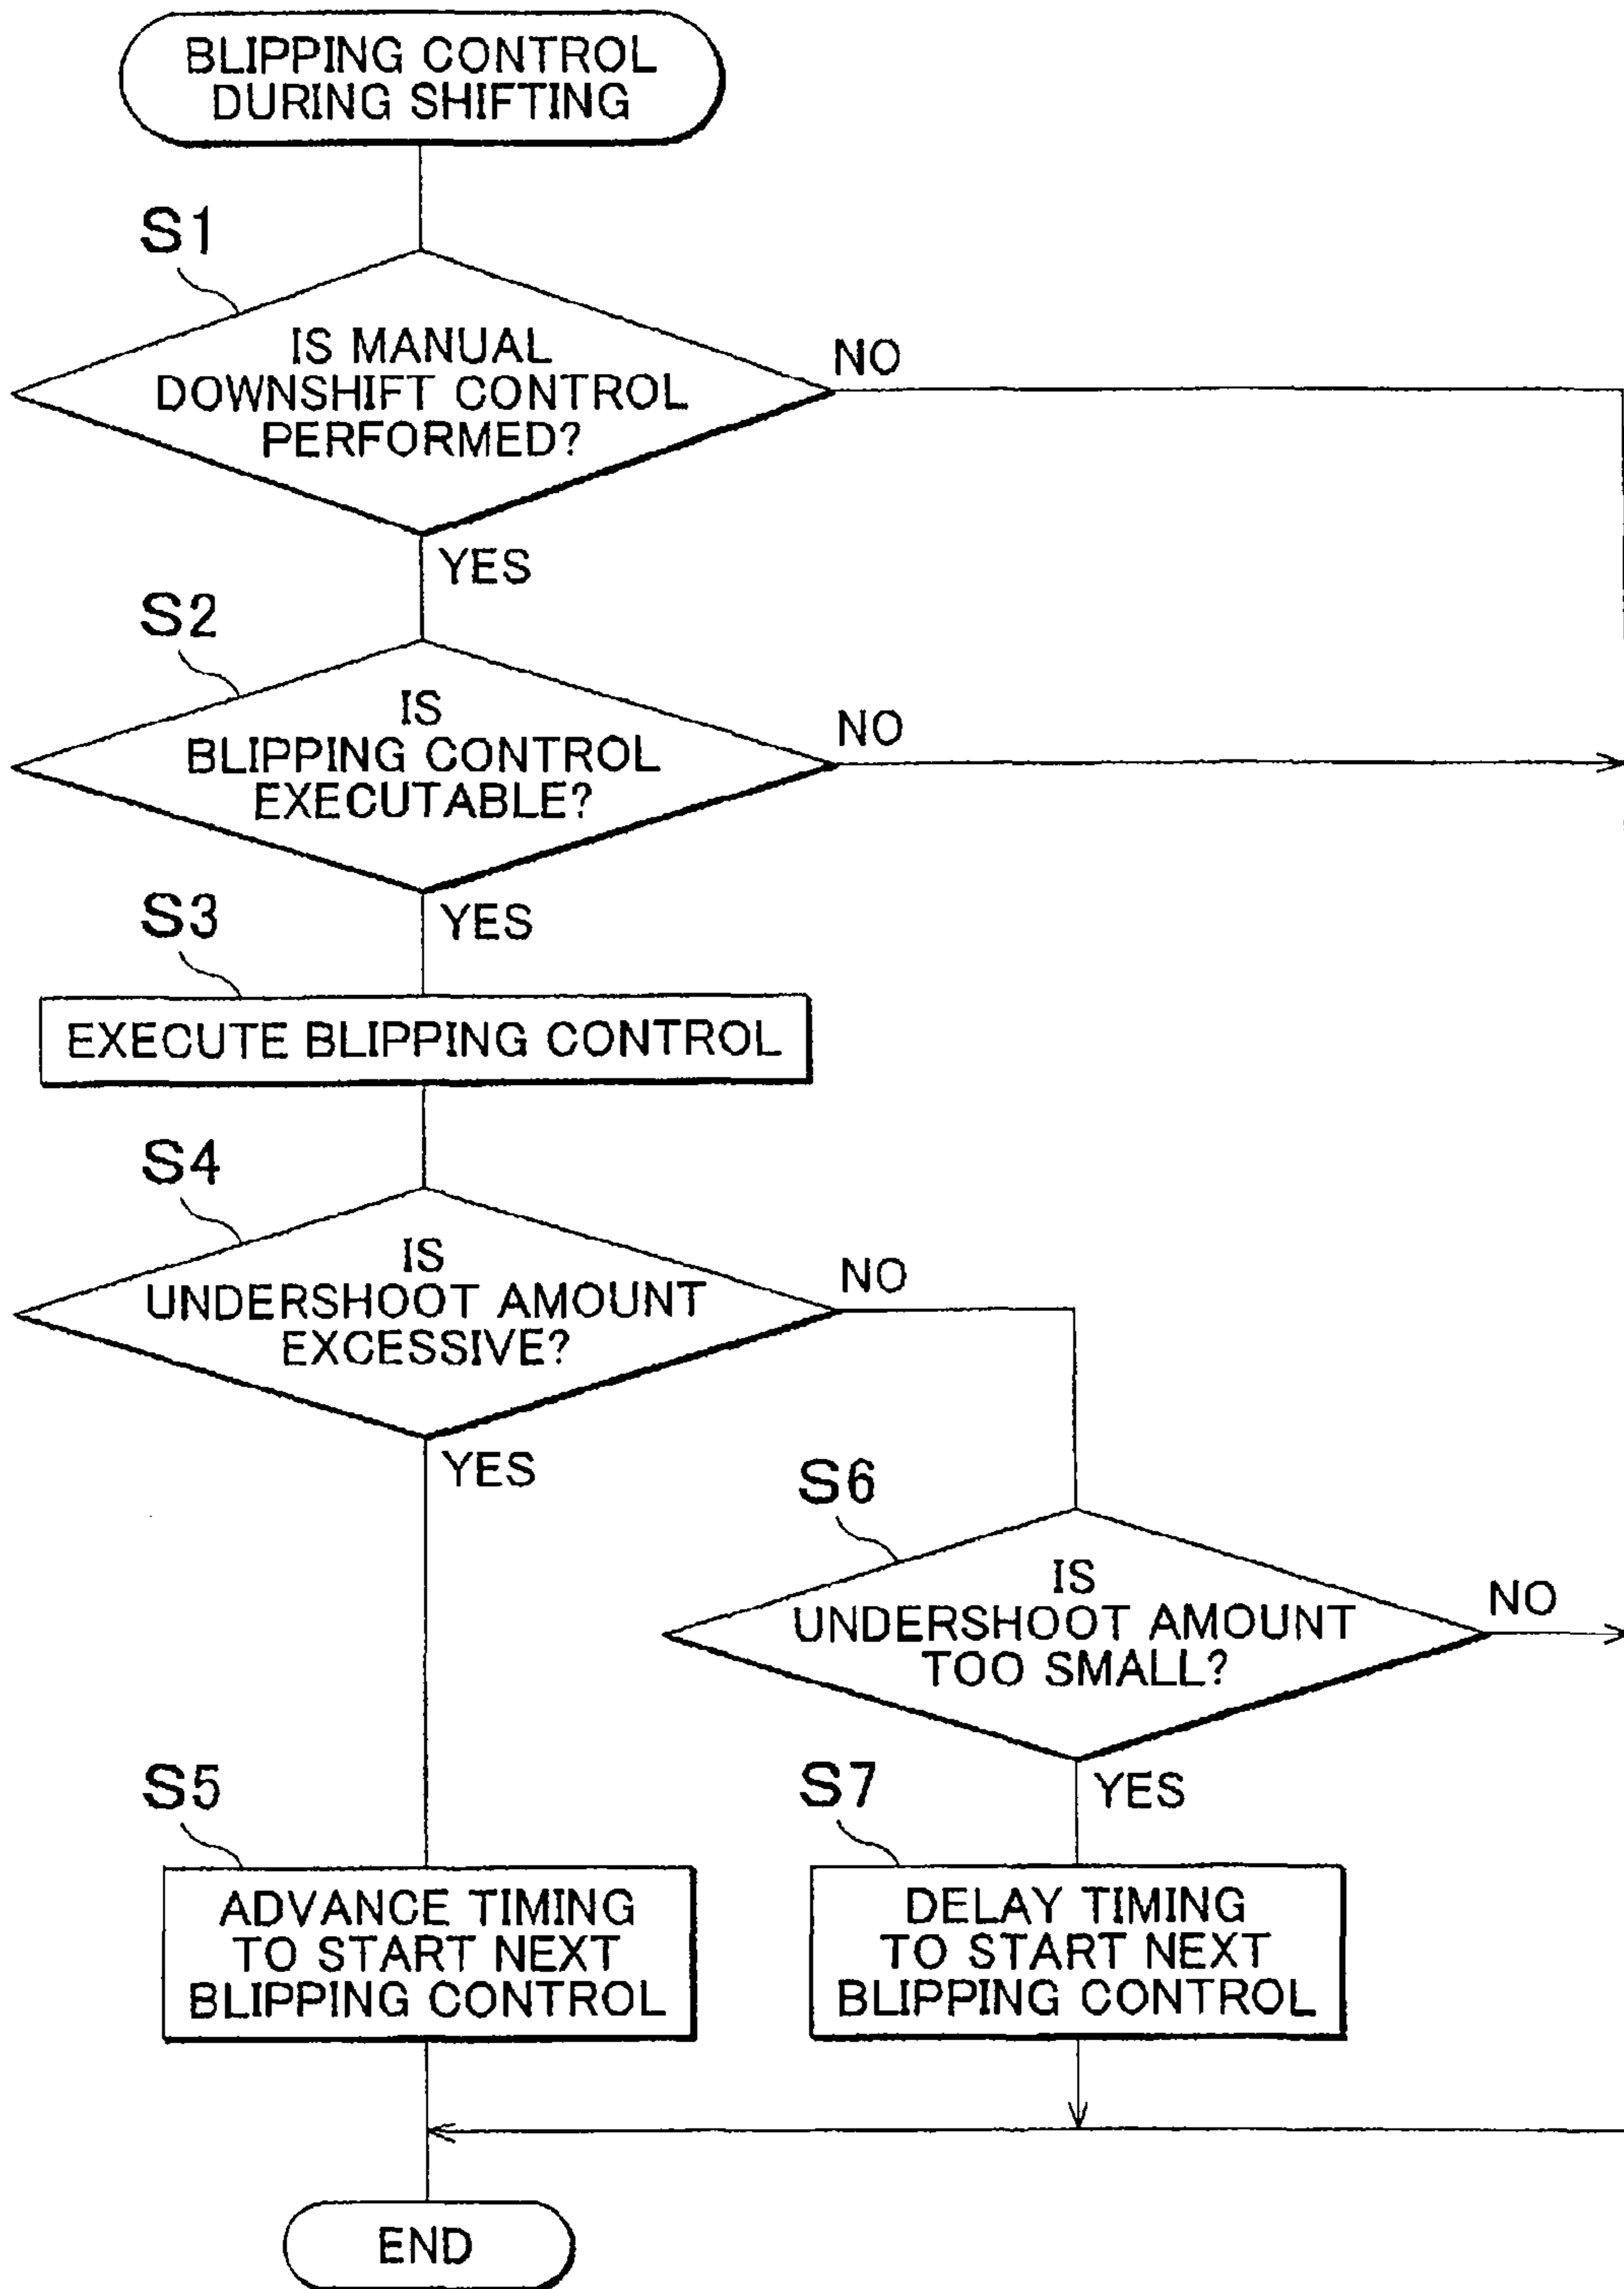 BLIPPING CONTROL
DURING SHIFTING
S1
IS MANUAL
DOWNSHIFT CONTROL
PERFORMED?
NO
YES
S2
IS
BLIPPING CONTROL
EXECUTABLE?
NO
YES
S3
EXECUTE BLIPPING CONTROL
S4
IS
UNDERSHOOT AMOUNT
EXCESSIVE?
NO
YES
S6
IS
UNDERSHOOT AMOUNT
TOO SMALL?
NO
YES
S5
ADVANCE TIMING
TO START NEXT
BLIPPING CONTROL
S7
DELAY TIMING
TO START NEXT
BLIPPING CONTROL
END